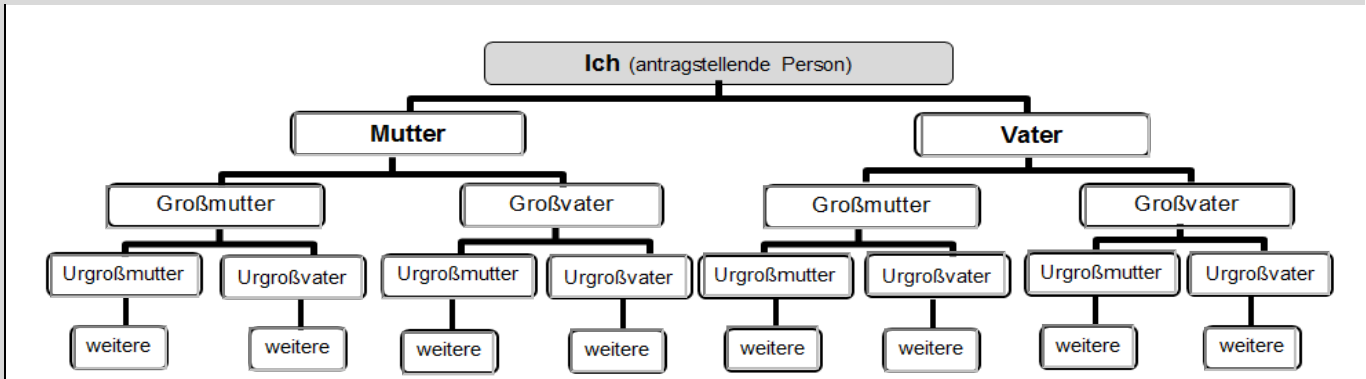 Ich (antragstellende Person)
Mutter Vater
Großmutter Großvater Großmutter Großvater
Urgroßmutter Urgroßvater Urgroßmutter Urgroßvater Urgroßmutter Urgroßvater Urgroßmutter Urgroßvater
weitere weitere weitere weitere weitere weitere weitere weitere